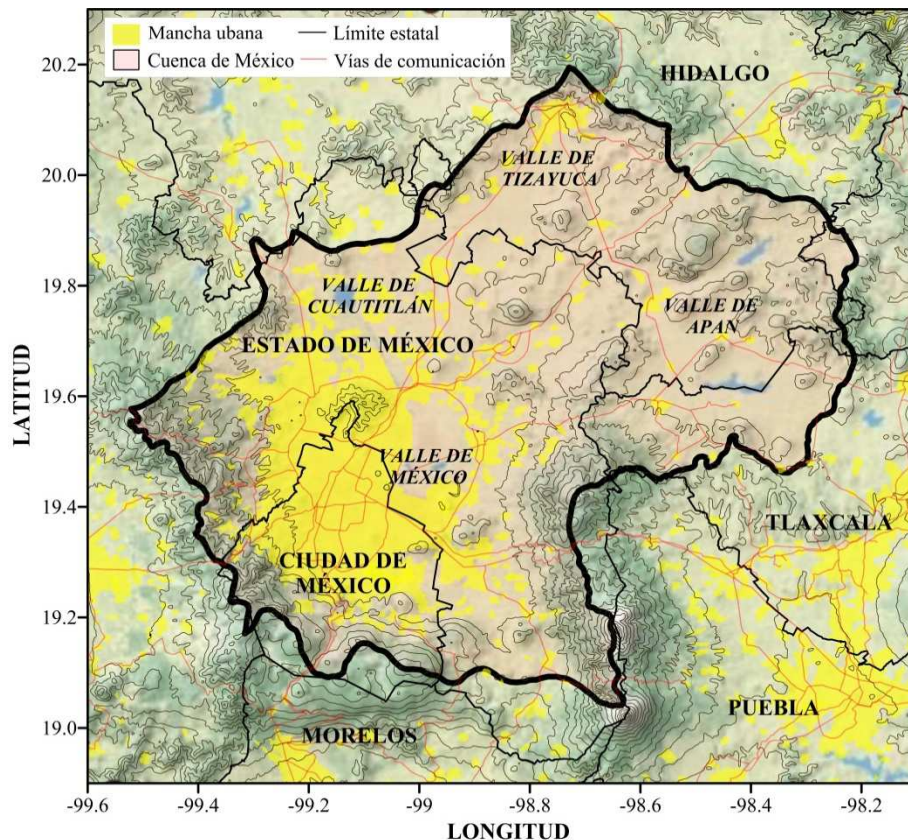 Mancha ubana
Límite estatal
Cuenca de México
Vías de comunicación
HIDALGO
VALLE DE
TIZAYUCA
VALLE DE
CUAUTITLÁN
VALLE DE
APAN
ESTADO DE MÉXICO
VALLE DE
MÉXICO
TLAXCALA
CIUDAD DE
MÉXICO
PUEBLA
MORELOS
LATITUD
20.2
20.0
19.8
19.6
19.4
19.2
19.0
-99.6
-99.4
-99.2
-99
-98.8
-98.6
-98.4
-98.2
LONGITUD